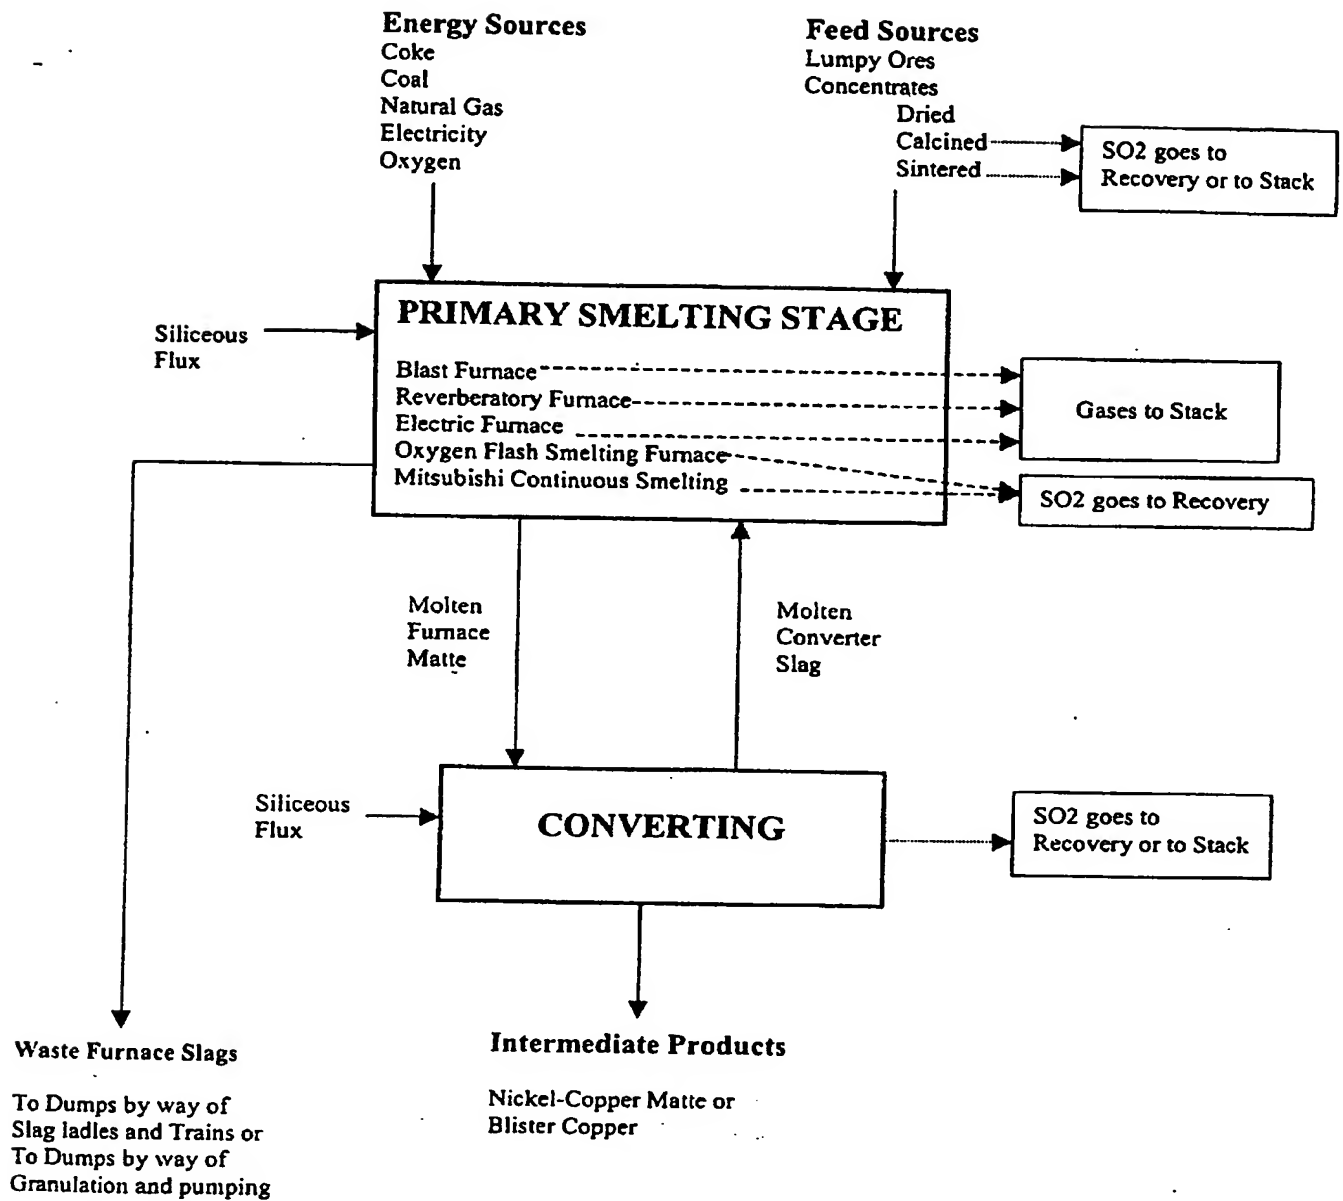 Energy Sources
Coke
Coal
Natural Gas
Electricity
Oxygen
Feed Sources
Lumpy Ores
Concentrates
Dried
Calcined
Sintered
SO2 goes to
Recovery or to Stack
Siliceous
Flux
PRIMARY SMELTING STAGE
Blast Furnace
Reverberatory Furnace
Electric Furnace
Oxygen Flash Smelting Furnace
Mitsubishi Continuous Smelting
Gases to Stack
SO2 goes to Recovery
Molten
Furnace
Matte
Molten
Converter
Slag
Siliceous
Flux
CONVERTING
SO2 goes to
Recovery or to Stack
Waste Furnace Slags
To Dumps by way of
Slag ladles and Trains or
To Dumps by way of
Granulation and pumping
Intermediate Products
Nickel-Copper Matte or
Blister Copper